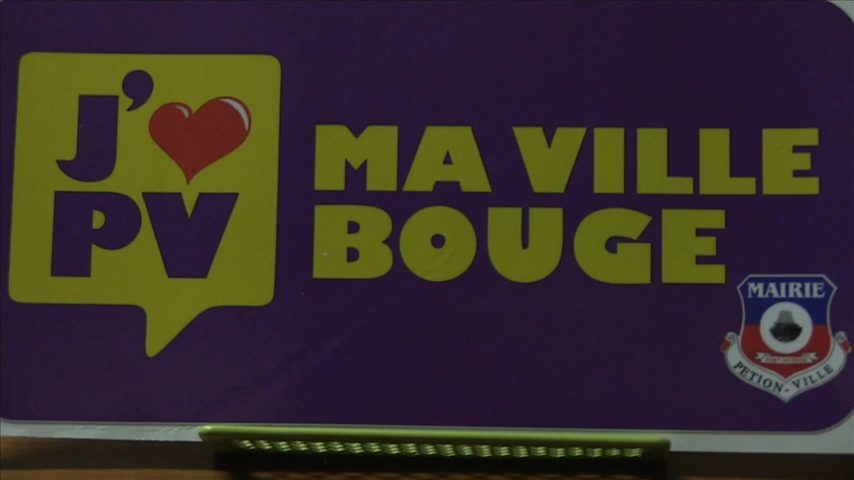 J'
PV
MA VILLE
BOUGE
MAIRIE
PETION-VILLE